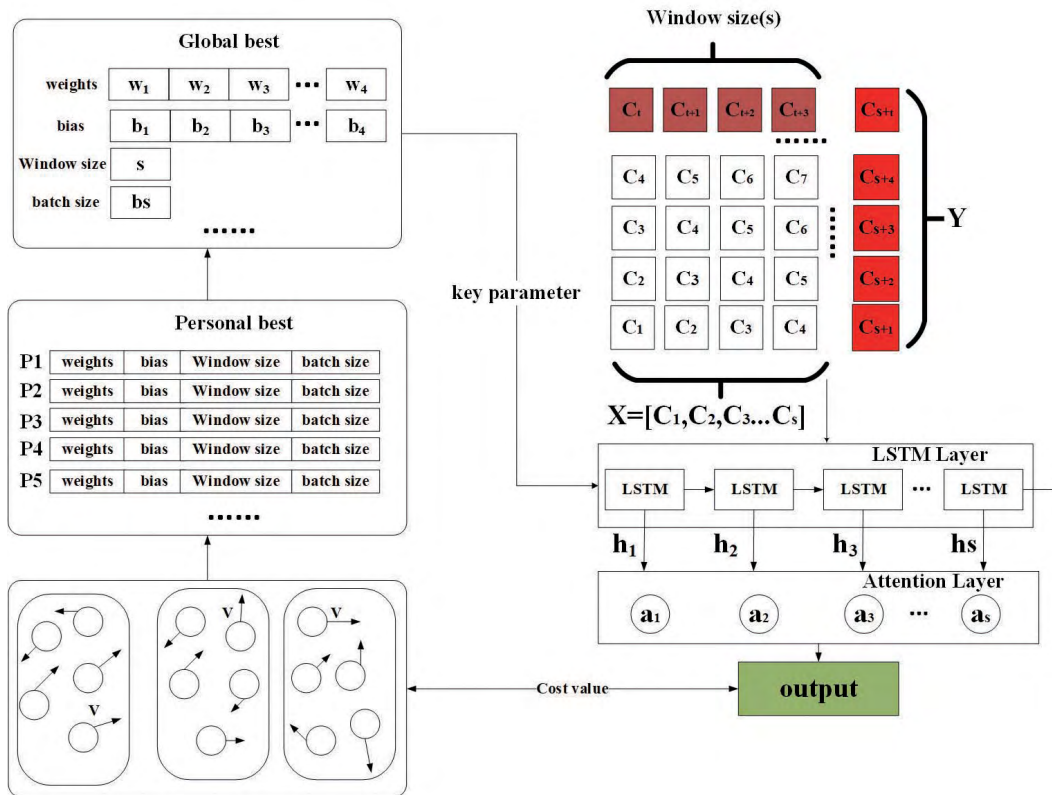 Global best
weights w₁ w₂ w₃ ... w₄
bias b₁ b₂ b₃ ... b₄
Window size s
batch size bs
......
Personal best
P1 weights bias Window size batch size
P2 weights bias Window size batch size
P3 weights bias Window size batch size
P4 weights bias Window size batch size
P5 weights bias Window size batch size
......
V
V
V
key parameter
Cost value
Window size(s)
Cₜ Cₜ₊₁ Cₜ₊₂ Cₜ₊₃ Cₛ₊ₜ
......
C₄ C₅ C₆ C₇ Cₛ₊₄
C₃ C₄ C₅ C₆ ...... Cₛ₊₃
C₂ C₃ C₄ C₅ Cₛ₊₂
C₁ C₂ C₃ C₄ Cₛ₊₁
Y
X=[C₁,C₂,C₃...Cₛ]
LSTM Layer
LSTM LSTM LSTM ... LSTM
h₁ h₂ h₃ hs
Attention Layer
a₁ a₂ a₃ ... aₛ
output